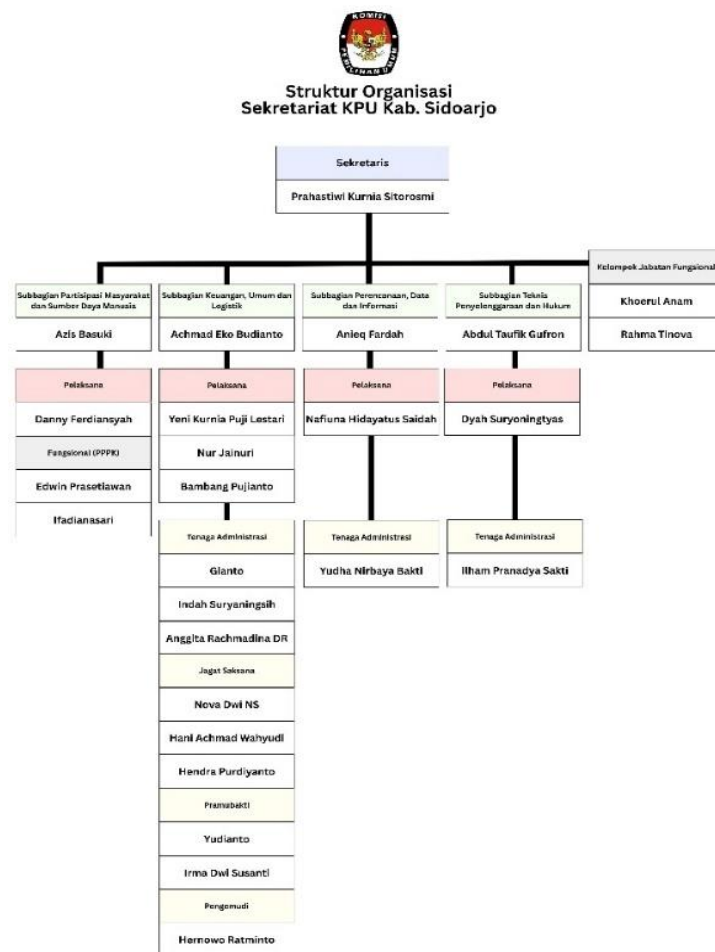 KOMISI
PEMILIHAN UMUM
Struktur Organisasi
Sekretariat KPU Kab. Sidoarjo
Sekretaris
Prahastiwi Kurnia Sitorosmi
Kelompok Jabatan Fungsional
Khoerul Anam
Rahma Tinova
Subbagian Partisipasi Masyarakat
dan Sumber Daya Manusia
Azis Basuki
Pelaksana
Danny Ferdiansyah
Fungsional (PPPK)
Edwin Prasetiawan
Ifadianasari
Subbagian Keuangan, Umum dan
Logistik
Achmad Eko Budianto
Pelaksana
Yeni Kurnia Puji Lestari
Nur Jainuri
Bambang Pujianto
Tenaga Administrasi
Gianto
Indah Suryaningsih
Anggita Rachmadina DR
Jagat Saksana
Nova Dwi NS
Hani Achmad Wahyudi
Hendra Purdiyanto
Pramubakti
Yudianto
Irma Dwi Susanti
Pengemudi
Hernowo Ratminto
Subbagian Perencanaan, Data
dan Informasi
Anieq Fardah
Pelaksana
Nafiuna Hidayatus Saidah
Tenaga Administrasi
Yudha Nirbaya Bakti
Subbagian Teknis
Penyelenggaraan dan Hukum
Abdul Taufik Gufron
Pelaksana
Dyah Suryoningtyas
Tenaga Administrasi
Ilham Pranadya Sakti